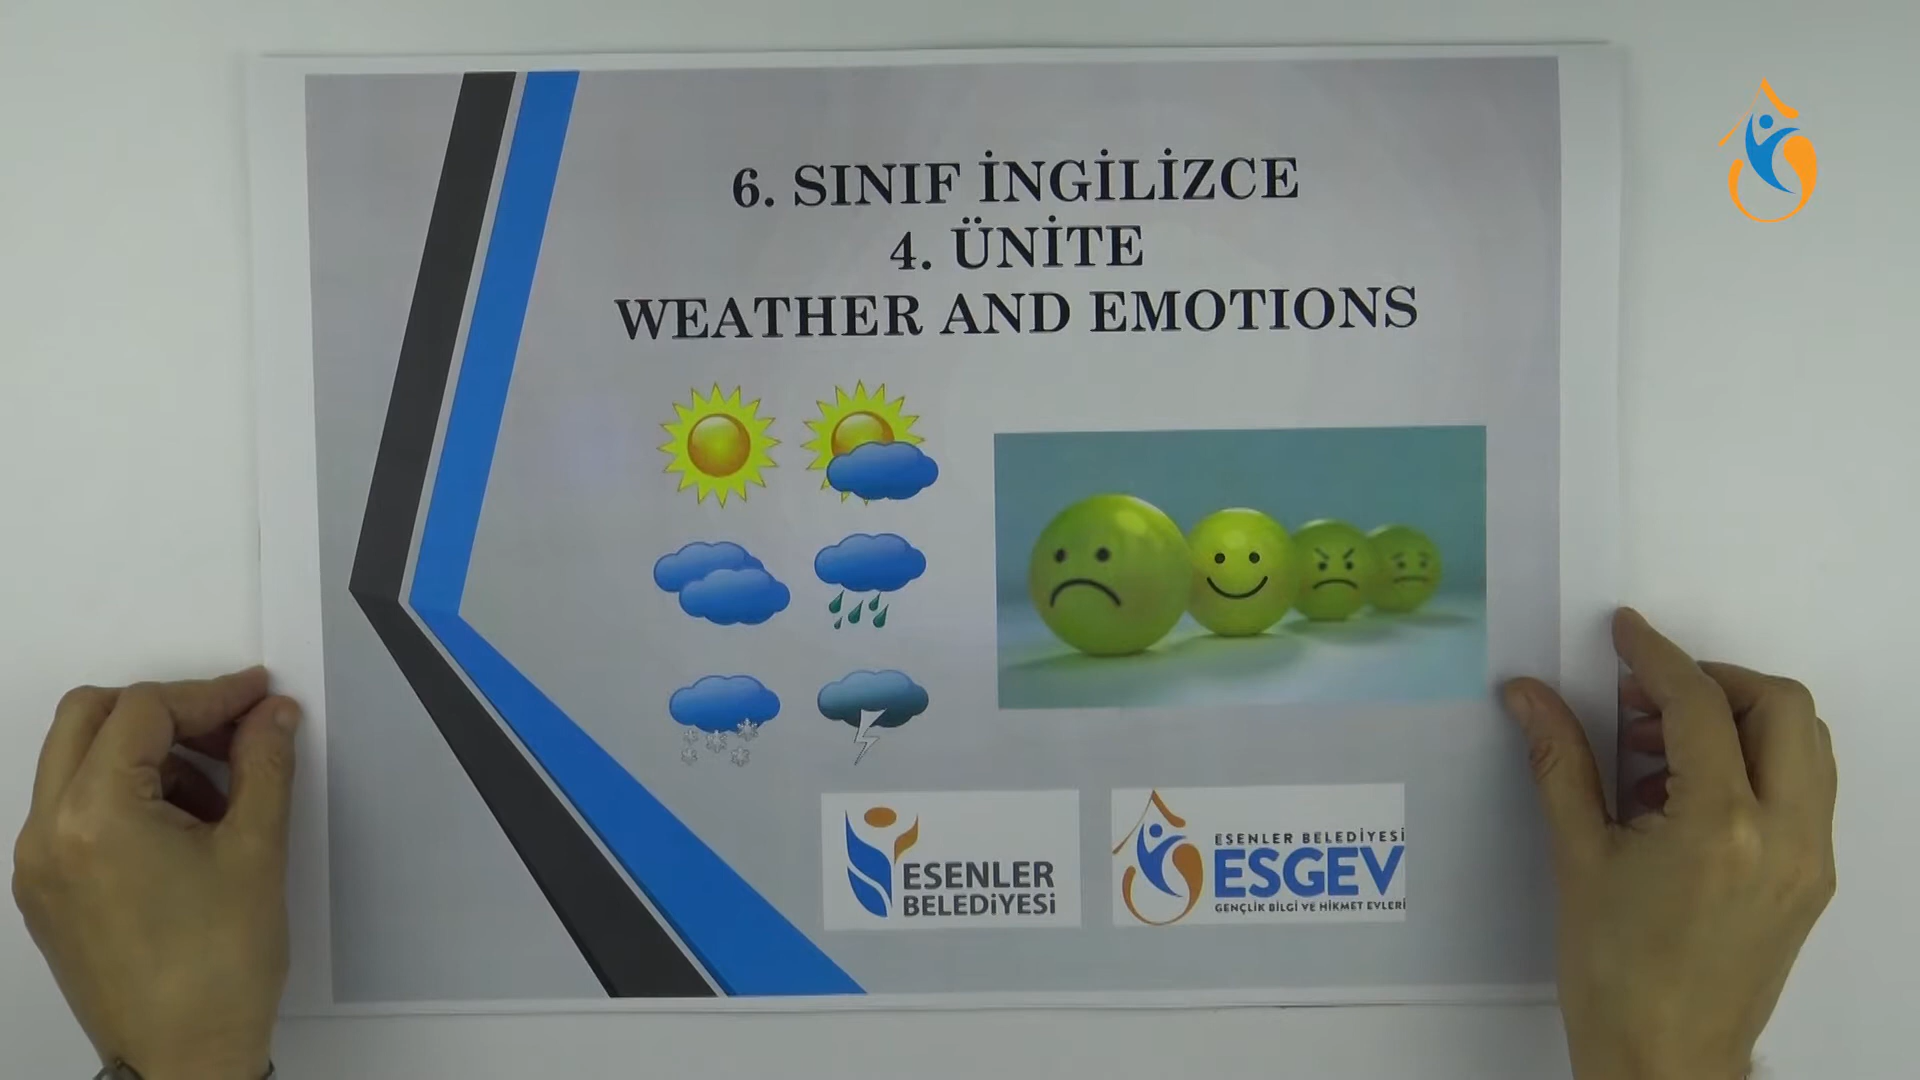 6. SINIF İNGİLİZCE
4. ÜNİTE
WEATHER AND EMOTIONS
ESENLER
BELEDİYESİ
ESENLER BELEDİYESİ
ESGEV
GENÇLİK BİLGİ VE HİKMET EVLERİ